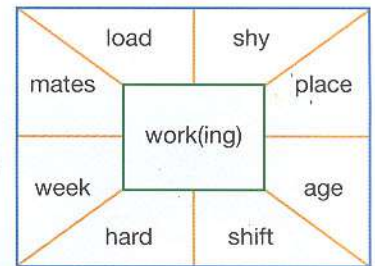 load shy
mates place
work(ing)
week age
hard shift